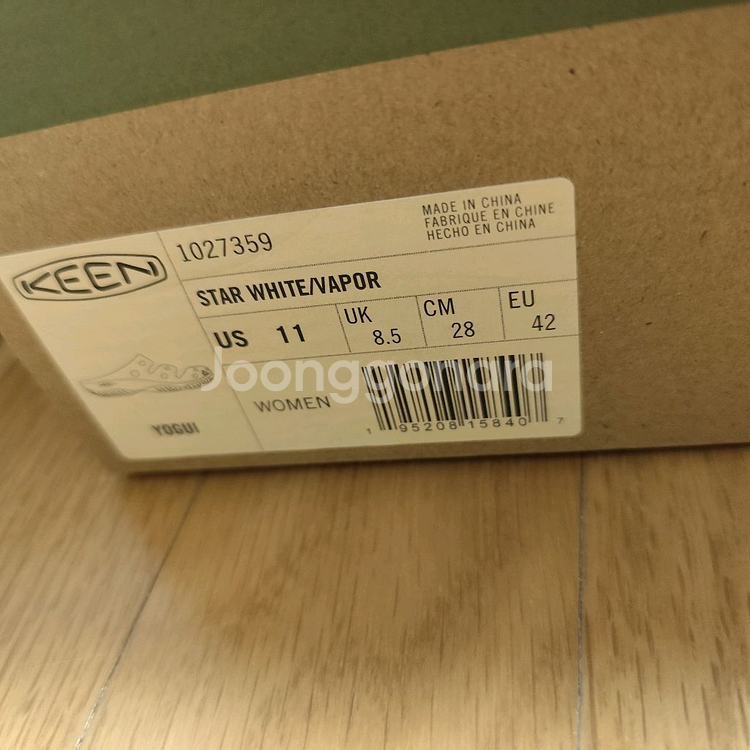 KEEN
1027359
MADE IN CHINA
FABRIQUE EN CHINE
HECHO EN CHINA
STAR WHITE/VAPOR
US 11
UK 8.5
CM 28
EU 42
Joonggonara
WOMEN
YOGUI
1 95208 15840 7